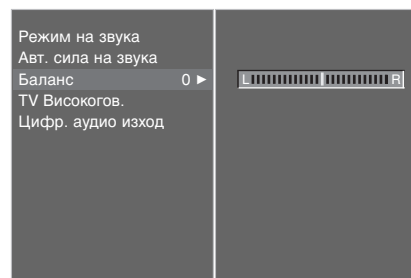 Режим на звука
Авт. сила на звука
Баланс 0 ►
L R
TV Високогов.
Цифр. аудио изход